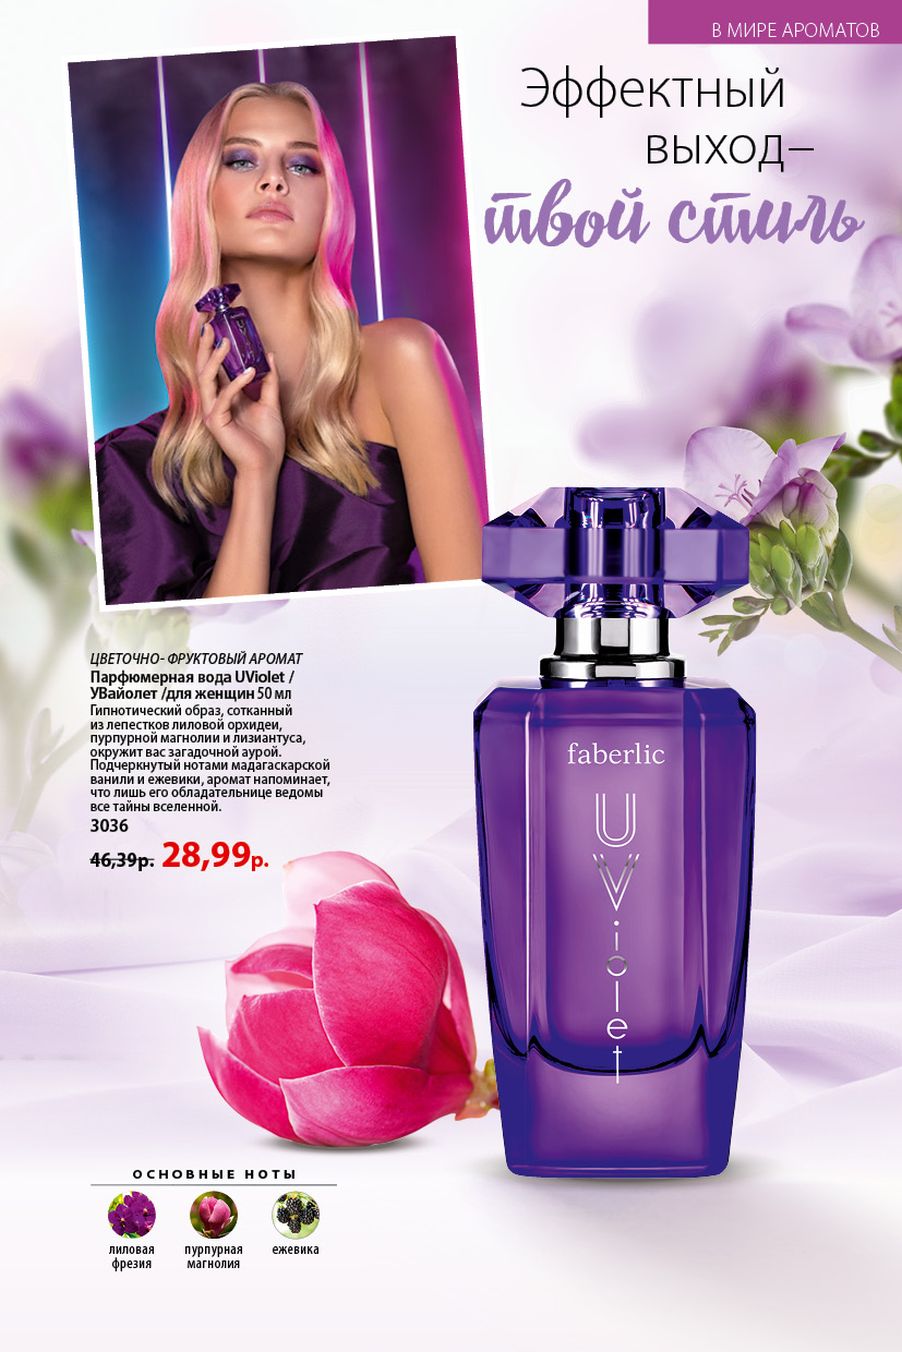 В МИРЕ АРОМАТОВ
Эффектный
выход–
твой стиль
ЦВЕТОЧНО- ФРУКТОВЫЙ АРОМАТ
Парфюмерная вода UViolet /
УВайолет /для женщин 50 мл
Гипнотический образ, сотканный
из лепестков лиловой орхидеи,
пурпурной магнолии и лизиантуса,
окружит вас загадочной аурой.
Подчеркнутый нотами мадагаскарской
ванили и ежевики, аромат напоминает,
что лишь его обладательнице ведомы
все тайны вселенной.
3036
46,39р. 28,99р.
faberlic
UViolet
ОСНОВНЫЕ НОТЫ
лиловая
фрезия
пурпурная
магнолия
ежевика